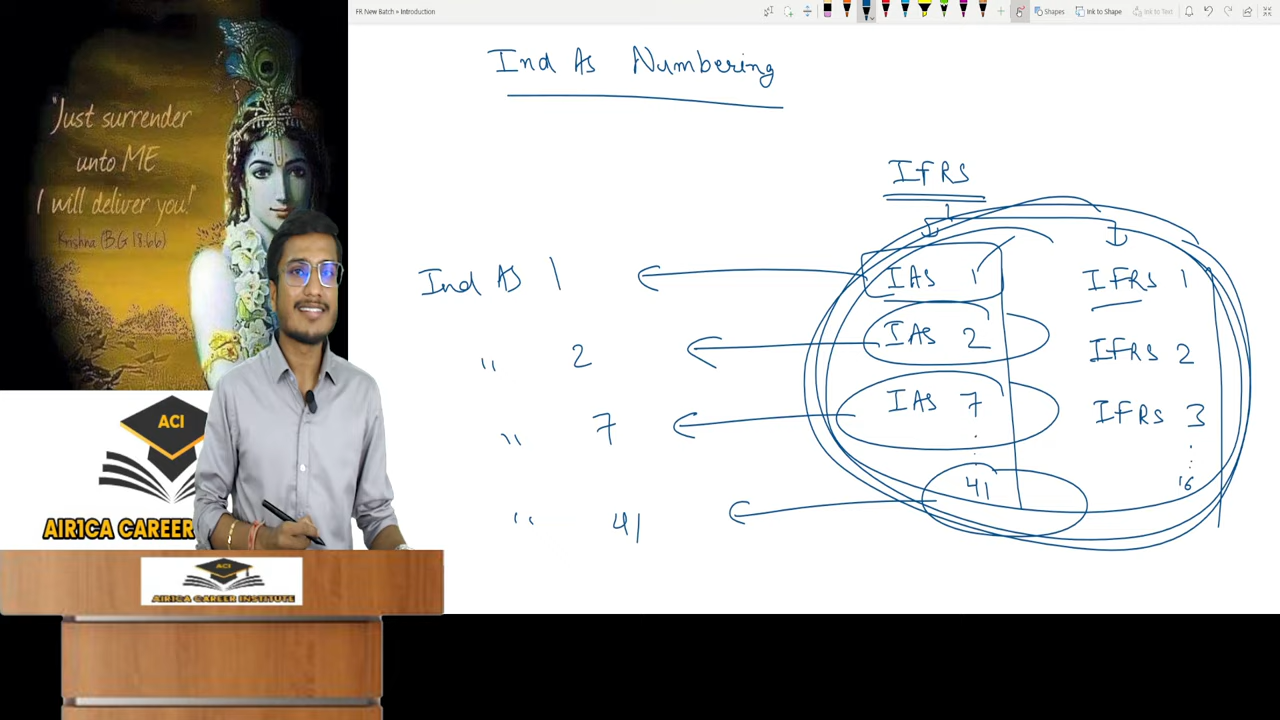 FR New Batch » Introduction
Shapes
Ink to Shape
Ink to Text
Ind As Numbering
"Just surrender
unto ME
I will deliver you!"
Krishna (BG 18:66)
IFRS
Ind AS 1
IAS 1
IFRS 1
" 2
IAS 2
IFRS 2
" 7
IAS 7
IFRS 3
" 41
41
16
ACI
AIR1CA CAREER
ACI
AIR1CA CAREER INSTITUTE